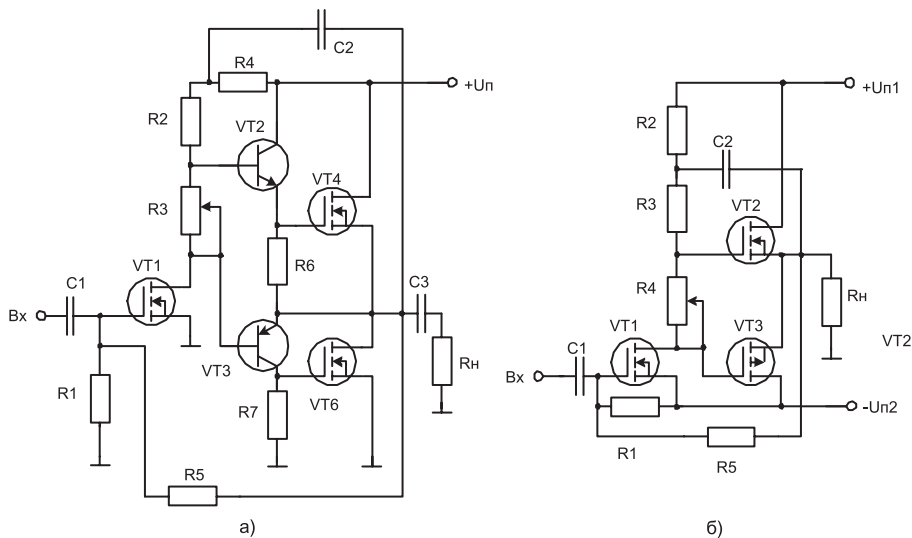 C2
R4
+Uп
R2
VT2
VT4
R3
R6
C1
VT1
C3
Вх
VT3
Rн
R1
R7
VT6
R5
а)
+Uп1
R2
C2
VT2
R3
R4
Rн
VT1
VT3
VT2
C1
Вх
-Uп2
R1
R5
б)